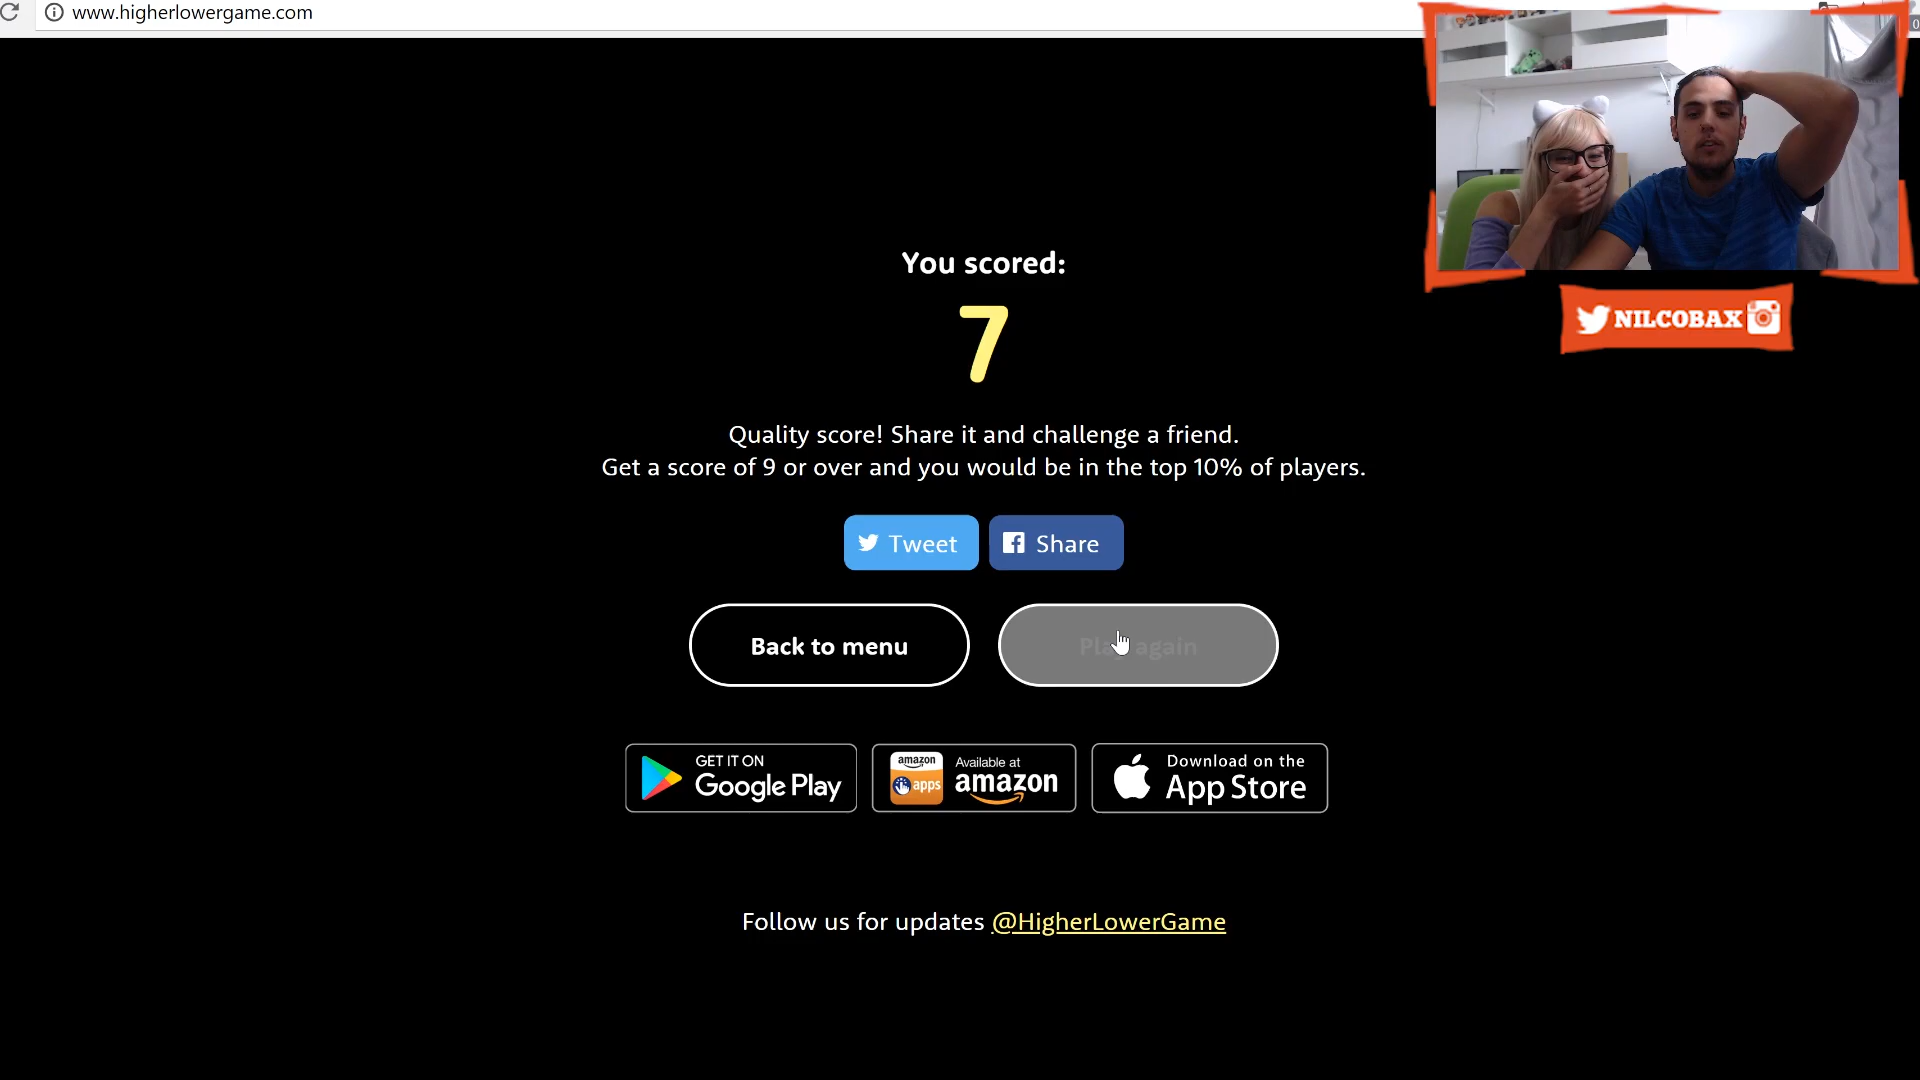 www.higherlowergame.com
You scored:
7
Quality score! Share it and challenge a friend.
Get a score of 9 or over and you would be in the top 10% of players.
Tweet
Share
Back to menu
Play again
GET IT ON
Google Play
amazon
apps
Available at
amazon
Download on the
App Store
Follow us for updates @HigherLowerGame
NILCOBAX